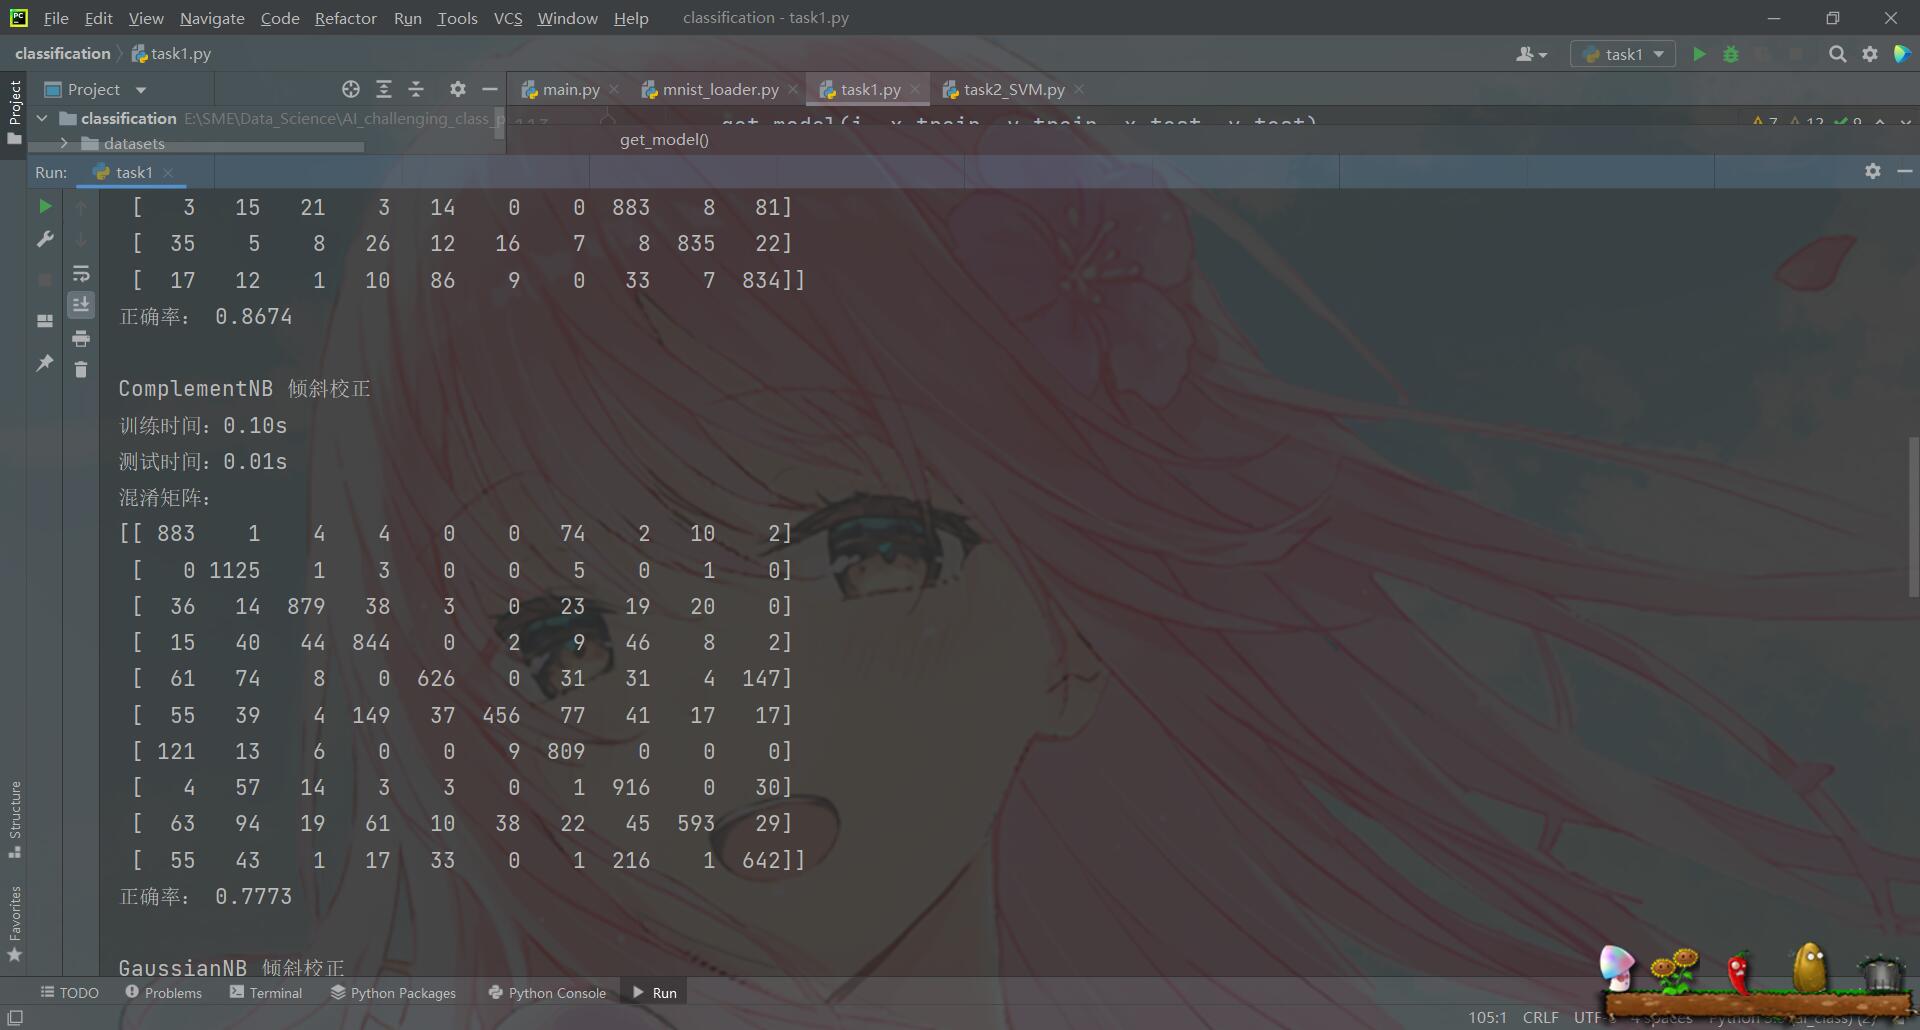 File Edit View Navigate Code Refactor Run Tools VCS Window Help classification - task1.py
classification task1.py task1
Project main.py mnist_loader.py task1.py task2_SVM.py
classification E:\SME\Data_Science\AI_challenging_class_p 113 get_model(i, x_train, y_train, x_test, y_test) 7 12 9
datasets get_model()
Run: task1
[ 3 15 21 3 14 0 0 883 8 81]
[ 35 5 8 26 12 16 7 8 835 22]
[ 17 12 1 10 86 9 0 33 7 834]]
正确率: 0.8674
ComplementNB 倾斜校正
训练时间: 0.10s
测试时间: 0.01s
混淆矩阵:
[[ 883 1 4 4 0 0 74 2 10 2]
[ 0 1125 1 3 0 0 5 0 1 0]
[ 36 14 879 38 3 0 23 19 20 0]
[ 15 40 44 844 0 2 9 46 8 2]
[ 61 74 8 0 626 0 31 31 4 147]
[ 55 39 4 149 37 456 77 41 17 17]
[ 121 13 6 0 0 9 809 0 0 0]
[ 4 57 14 3 3 0 1 916 0 30]
[ 63 94 19 61 10 38 22 45 593 29]
[ 55 43 1 17 33 0 1 216 1 642]]
正确率: 0.7773
GaussianNB 倾斜校正
Project
Structure
Favorites
TODO Problems Terminal Python Packages Python Console Run
105:1 CRLF UTF- 4 spaces